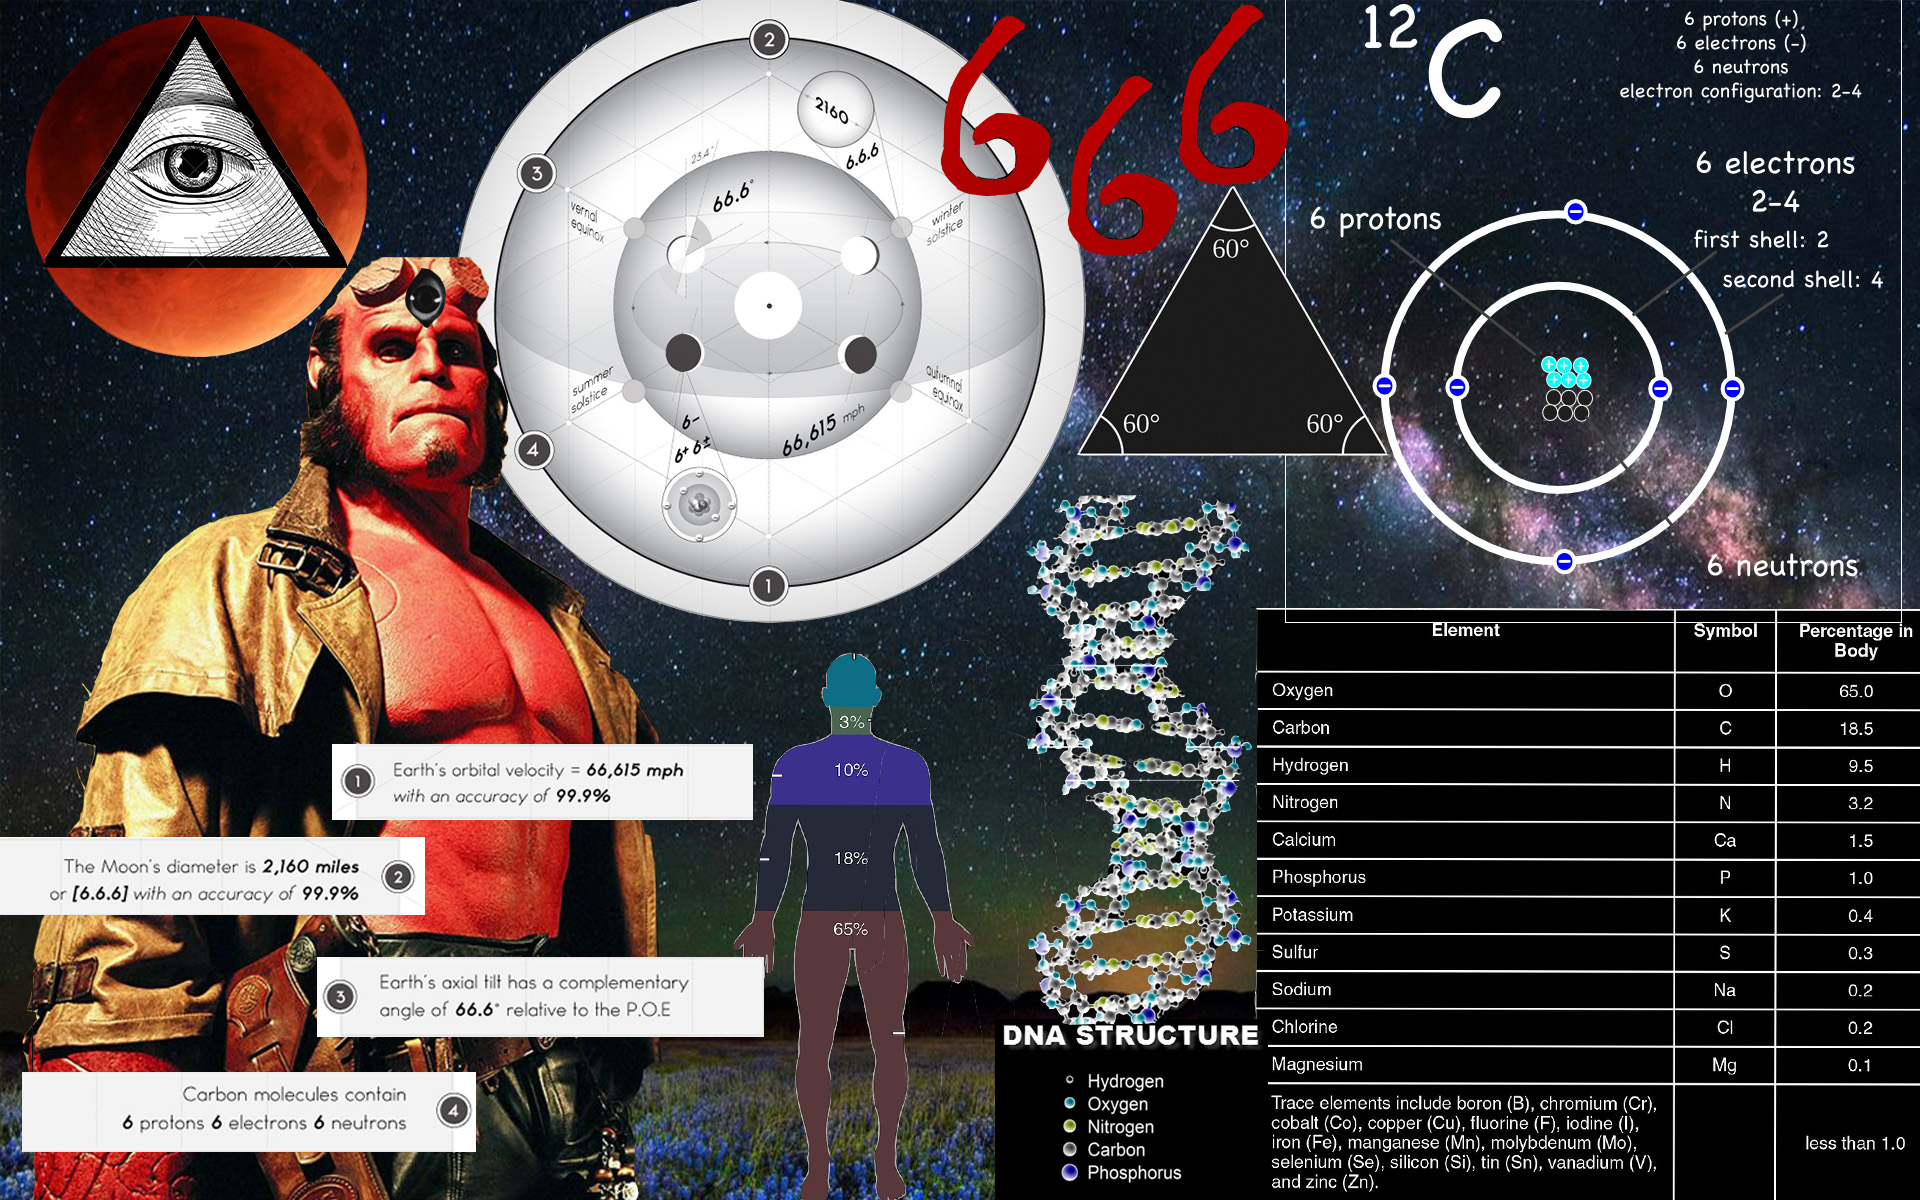 2
3
4
1
2160
6.6.6
23.4°
66.6°
vernal
equinox
winter
solstice
summer
solstice
autumnal
equinox
6-
6+ 6±
66,615 mph
666
60°
60°
60°
12
C
6 protons (+)
6 electrons (-)
6 neutrons
electron configuration: 2-4
6 electrons
2-4
first shell: 2
second shell: 4
6 protons
6 neutrons
1
Earth's orbital velocity = 66,615 mph
with an accuracy of 99.9%
The Moon's diameter is 2,160 miles
or [6.6.6] with an accuracy of 99.9%
2
3
Earth's axial tilt has a complementary
angle of 66.6° relative to the P.O.E
Carbon molecules contain
6 protons 6 electrons 6 neutrons
4
3%
10%
18%
65%
DNA STRUCTURE
Hydrogen
Oxygen
Nitrogen
Carbon
Phosphorus
Element Symbol Percentage in
Body
Oxygen O 65.0
Carbon C 18.5
Hydrogen H 9.5
Nitrogen N 3.2
Calcium Ca 1.5
Phosphorus P 1.0
Potassium K 0.4
Sulfur S 0.3
Sodium Na 0.2
Chlorine Cl 0.2
Magnesium Mg 0.1
Trace elements include boron (B), chromium (Cr),
cobalt (Co), copper (Cu), fluorine (F), iodine (I),
iron (Fe), manganese (Mn), molybdenum (Mo),
selenium (Se), silicon (Si), tin (Sn), vanadium (V),
and zinc (Zn).
less than 1.0